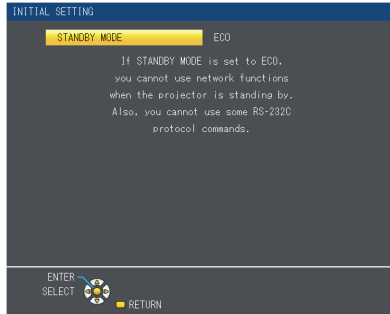 INITIAL SETTING
STANDBY MODE ECO
If STANDBY MODE is set to ECO,
you cannot use network functions
when the projector is standing by.
Also, you cannot use some RS-232C
protocol commands.
ENTER
SELECT
RETURN